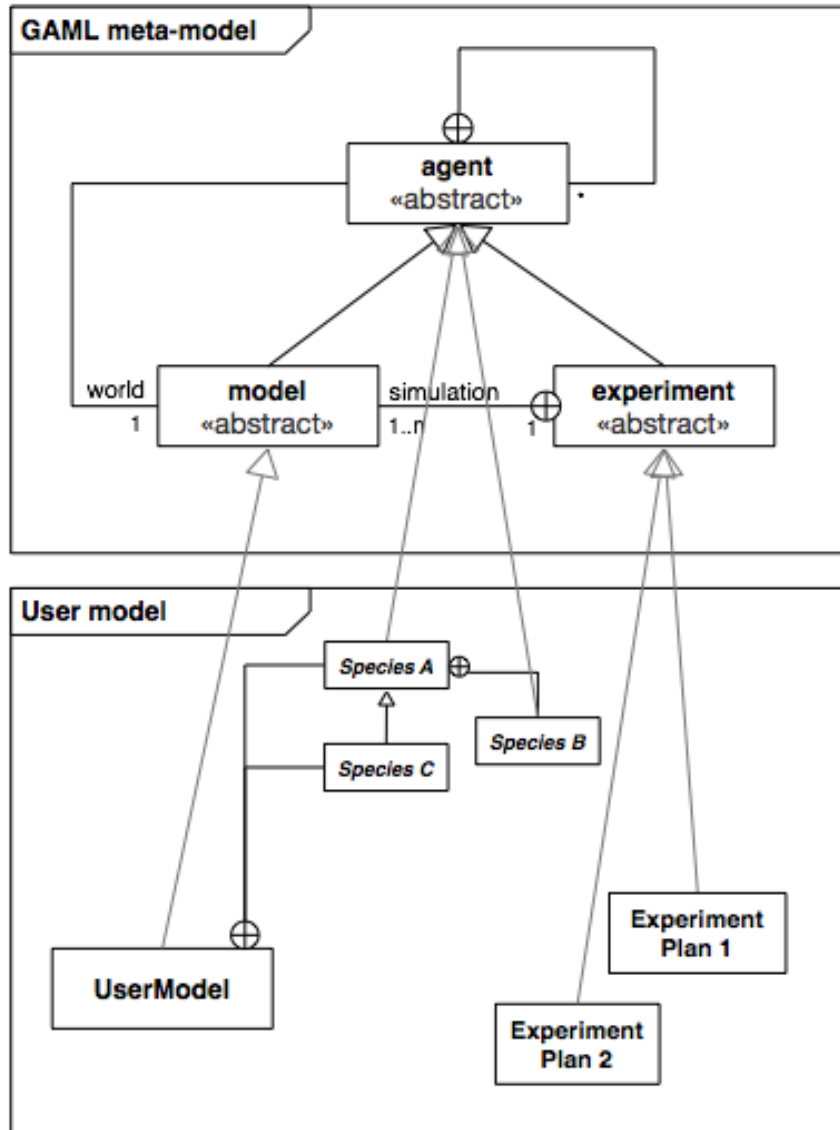 GAML meta-model
agent
«abstract»
*
world
1
model
«abstract»
simulation
1..n
1
experiment
«abstract»
User model
Species A
Species B
Species C
Experiment
Plan 1
UserModel
Experiment
Plan 2